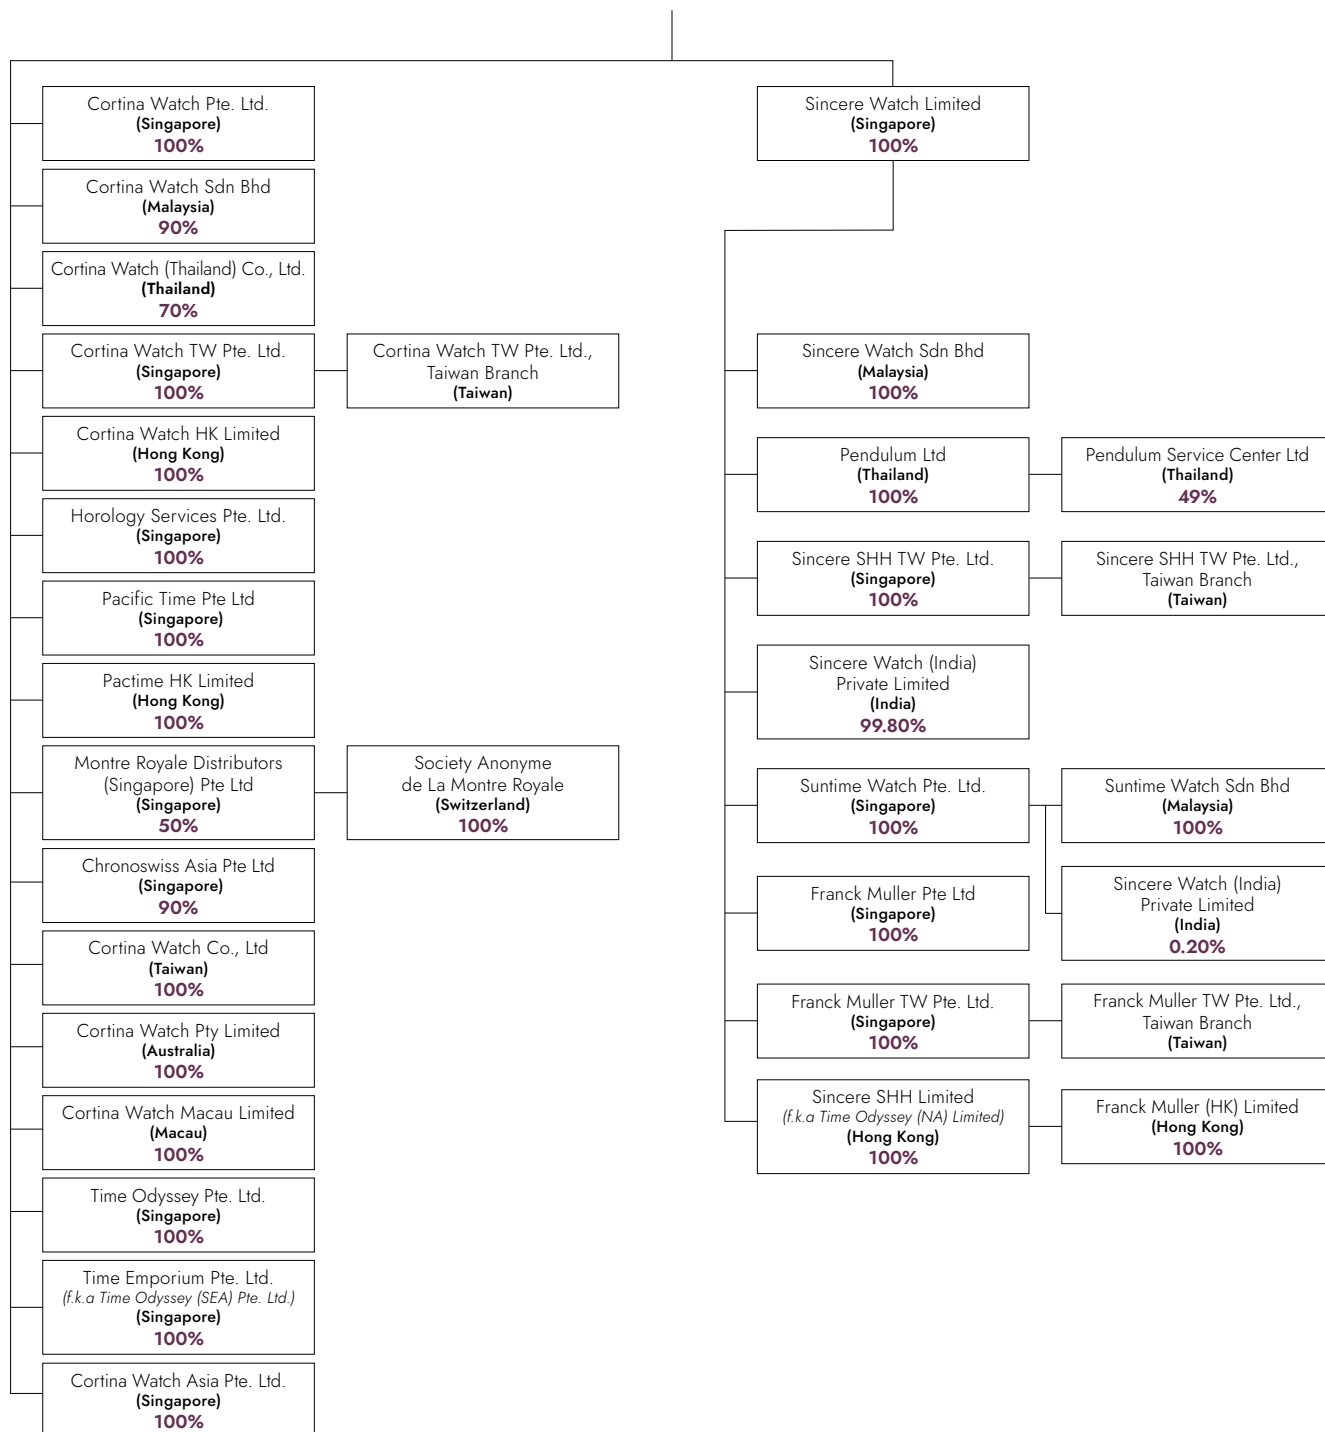 Cortina Watch Pte. Ltd.
(Singapore)
100%
Cortina Watch Sdn Bhd
(Malaysia)
90%
Cortina Watch (Thailand) Co., Ltd.
(Thailand)
70%
Cortina Watch TW Pte. Ltd.
(Singapore)
100%
Cortina Watch TW Pte. Ltd.,
Taiwan Branch
(Taiwan)
Cortina Watch HK Limited
(Hong Kong)
100%
Horology Services Pte. Ltd.
(Singapore)
100%
Pacific Time Pte Ltd
(Singapore)
100%
Pactime HK Limited
(Hong Kong)
100%
Montre Royale Distributors
(Singapore) Pte Ltd
(Singapore)
50%
Society Anonyme
de La Montre Royale
(Switzerland)
100%
Chronoswiss Asia Pte Ltd
(Singapore)
90%
Cortina Watch Co., Ltd
(Taiwan)
100%
Cortina Watch Pty Limited
(Australia)
100%
Cortina Watch Macau Limited
(Macau)
100%
Time Odyssey Pte. Ltd.
(Singapore)
100%
Time Emporium Pte. Ltd.
(f.k.a Time Odyssey (SEA) Pte. Ltd.)
(Singapore)
100%
Cortina Watch Asia Pte. Ltd.
(Singapore)
100%
Sincere Watch Limited
(Singapore)
100%
Sincere Watch Sdn Bhd
(Malaysia)
100%
Pendulum Ltd
(Thailand)
100%
Pendulum Service Center Ltd
(Thailand)
49%
Sincere SHH TW Pte. Ltd.
(Singapore)
100%
Sincere SHH TW Pte. Ltd.,
Taiwan Branch
(Taiwan)
Sincere Watch (India)
Private Limited
(India)
99.80%
Suntime Watch Pte. Ltd.
(Singapore)
100%
Suntime Watch Sdn Bhd
(Malaysia)
100%
Sincere Watch (India)
Private Limited
(India)
0.20%
Franck Muller Pte Ltd
(Singapore)
100%
Franck Muller TW Pte. Ltd.
(Singapore)
100%
Franck Muller TW Pte. Ltd.,
Taiwan Branch
(Taiwan)
Sincere SHH Limited
(f.k.a Time Odyssey (NA) Limited)
(Hong Kong)
100%
Franck Muller (HK) Limited
(Hong Kong)
100%